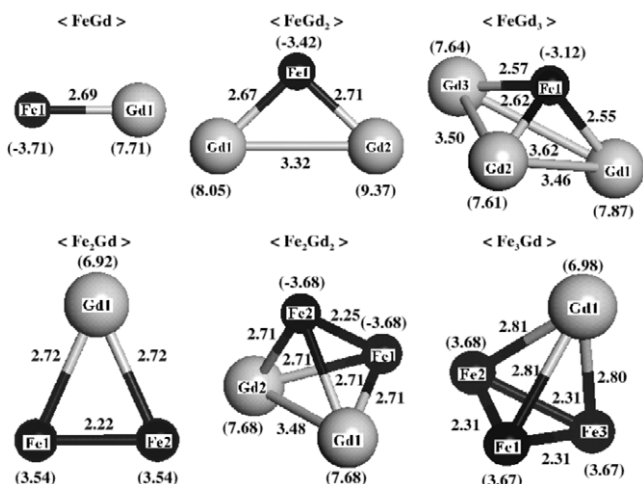 < FeGd >
Fe1
2.69
Gd1
(-3.71)
(7.71)
< FeGd2 >
(-3.42)
Fe1
2.67
2.71
Gd1
Gd2
3.32
(8.05)
(9.37)
< FeGd3 >
(7.64)
(-3.12)
Gd3
2.57
Fe1
2.62
2.55
3.50
3.62
Gd2
3.46
Gd1
(7.61)
(7.87)
< Fe2Gd >
(6.92)
Gd1
2.72
2.72
Fe1
2.22
Fe2
(3.54)
(3.54)
< Fe2Gd2 >
(-3.68)
Fe2
2.25
(-3.68)
2.71
Fe1
2.71
2.71
Gd2
2.71
(7.68)
3.48
Gd1
(7.68)
< Fe3Gd >
(6.98)
Gd1
2.81
(3.68)
Fe2
2.81
2.80
2.31
2.31
Fe3
Fe1
2.31
(3.67)
(3.67)